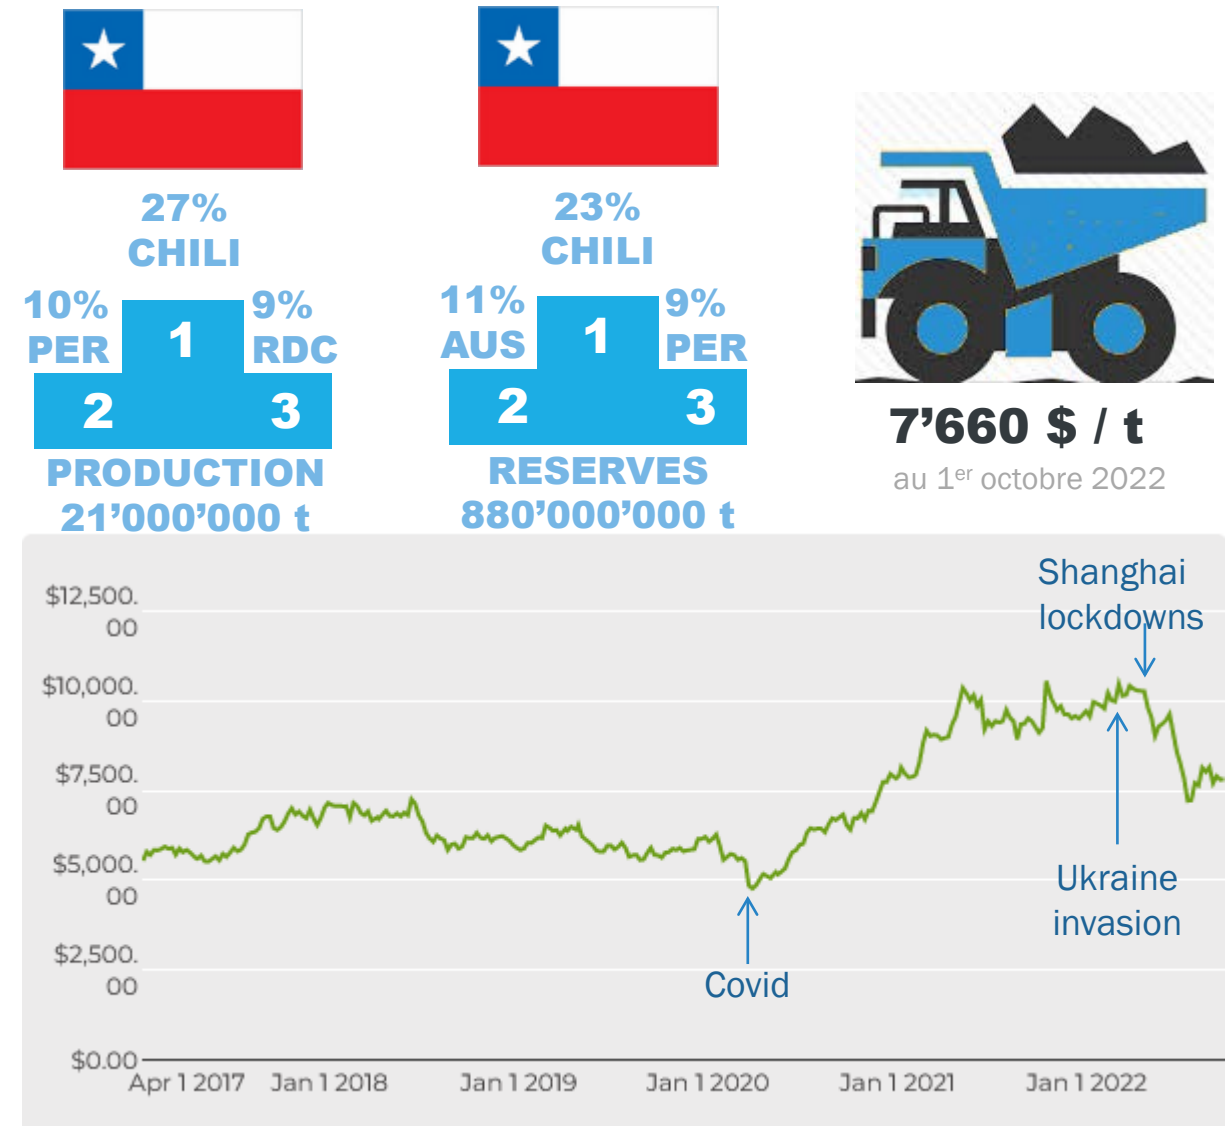 27%
CHILI
10%
PER
1
9%
RDC
2
3
PRODUCTION
21’000’000 t
23%
CHILI
11%
AUS
1
9%
PER
2
3
RESERVES
880’000’000 t
7’660 $ / t
au 1er octobre 2022
$12,500.
00
$10,000.
00
$7,500.
00
$5,000.
00
$2,500.
00
$0.00
Shanghai
lockdowns
Ukraine
invasion
Covid
Apr 1 2017 Jan 1 2018 Jan 1 2019 Jan 1 2020 Jan 1 2021 Jan 1 2022